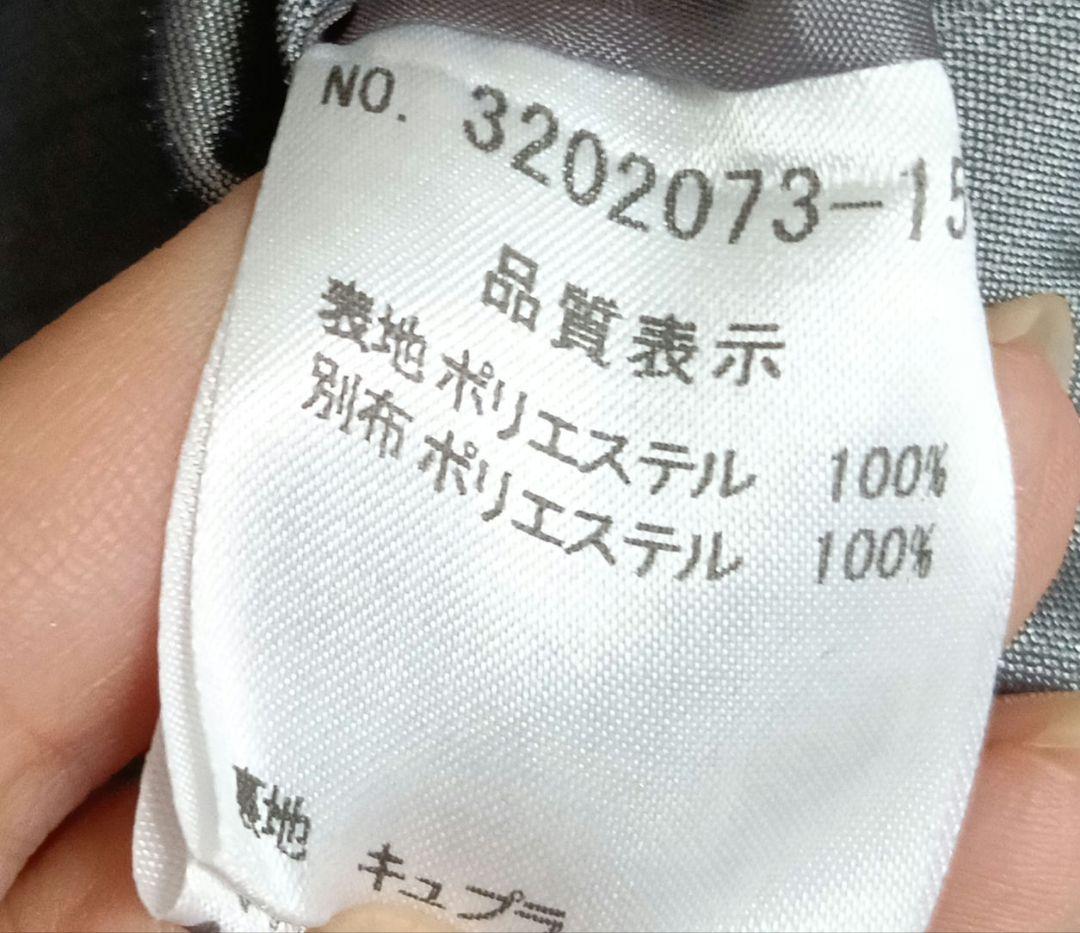 NO. 3202073-15
品質表示
表地 ポリエステル 100%
別布 ポリエステル 100%
裏地 キュプラ